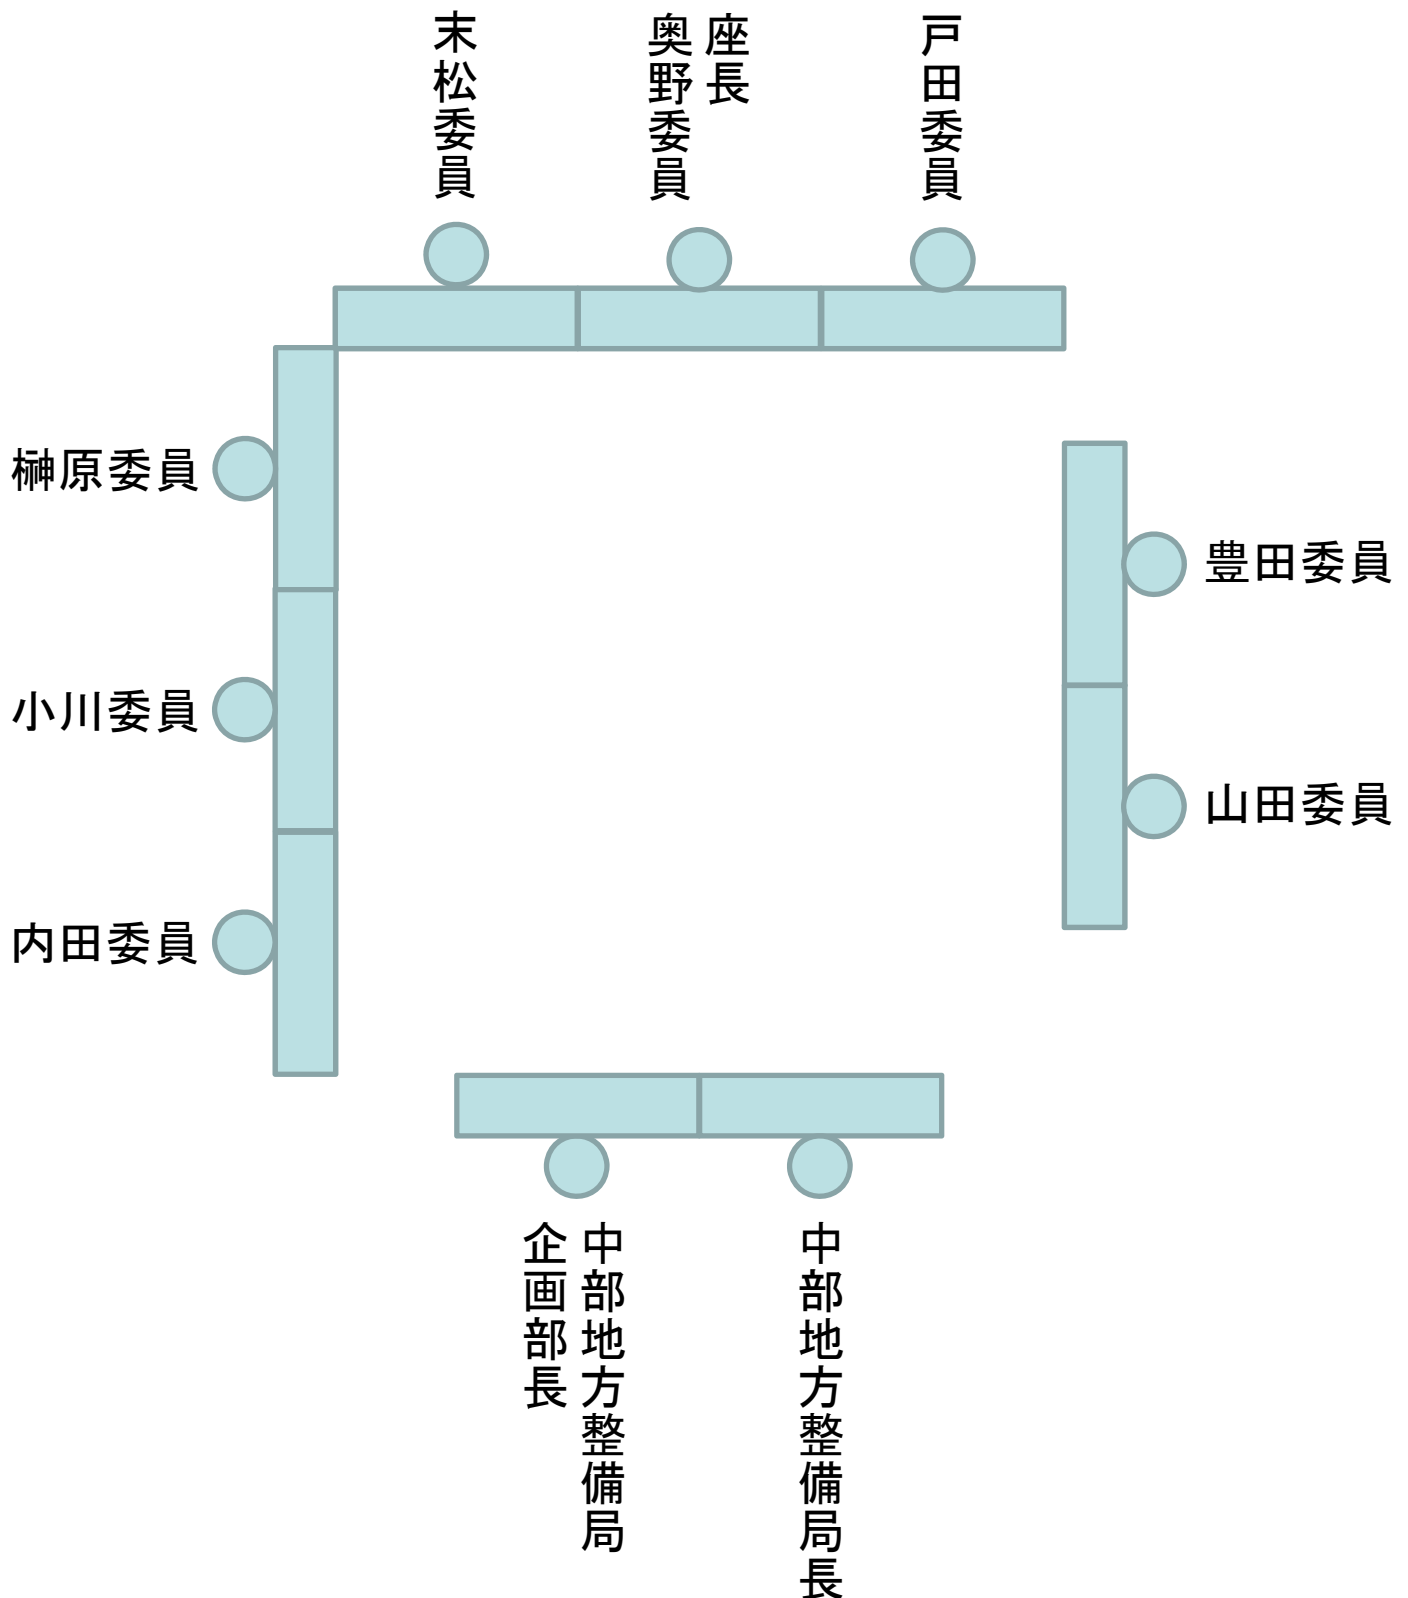 末松委員
座長
奥野委員
戸田委員
榊原委員
豊田委員
小川委員
山田委員
内田委員
中部地方整備局
企画部長
中部地方整備局長